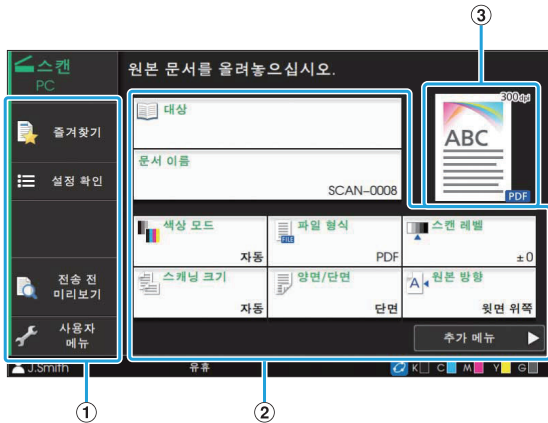 ③
스캔
PC
원본 문서를 올려놓으십시오.
300dpi
ABC
PDF
즐겨찾기
설정 확인
전송 전
미리보기
사용자
메뉴
대상
문서 이름
SCAN-0008
색상 모드
자동
파일 형식
FILE
PDF
스캔 레벨
±0
스캐닝 크기
자동
양면/단면
단면
원본 방향
A
윗면 위쪽
추가 메뉴
J.Smith
유휴
K C M Y G
① ②